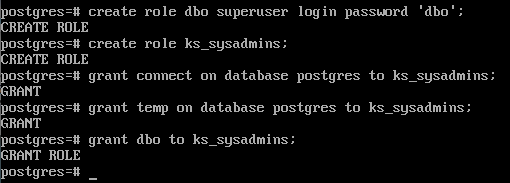 postgres=# create role dbo superuser login password 'dbo';
CREATE ROLE
postgres=# create role ks_sysadmins;
CREATE ROLE
postgres=# grant connect on database postgres to ks_sysadmins;
GRANT
postgres=# grant temp on database postgres to ks_sysadmins;
GRANT
postgres=# grant dbo to ks_sysadmins;
GRANT ROLE
postgres=# _